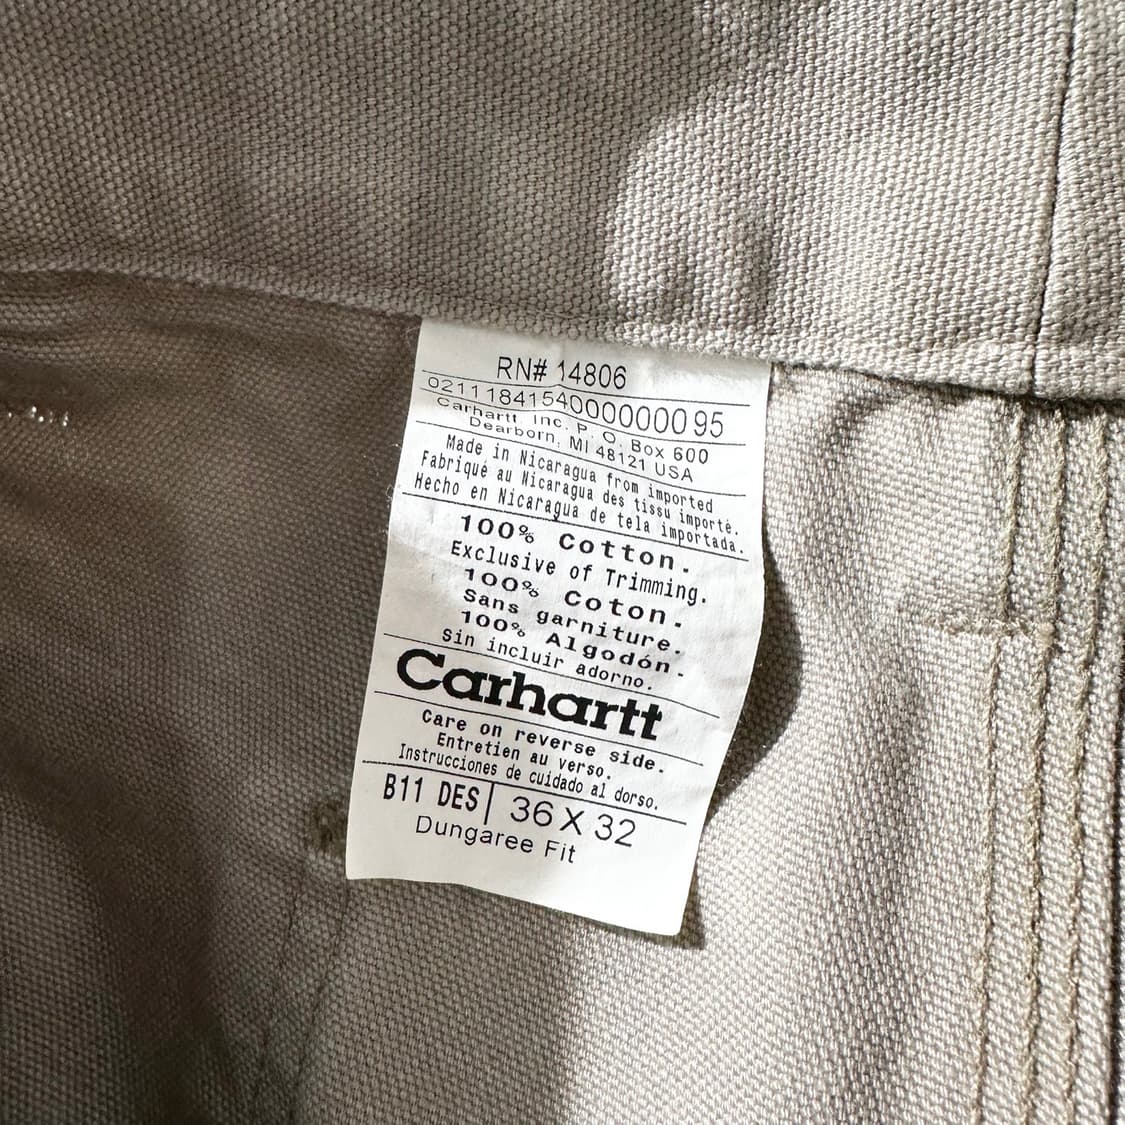 RN# 14806
0211184154000000095
Carhartt, Inc. P. O. Box 600
Dearborn, MI 48121 USA
Made in Nicaragua from imported
Fabriqué au Nicaragua des tissu importé.
Hecho en Nicaragua de tela importada.
100% Cotton.
Exclusive of Trimming.
100% Coton.
Sans garniture.
100% Algodón.
Sin incluir adorno.
Carhartt
Care on reverse side.
Entretien au verso.
Instrucciones de cuidado al dorso.
B11 DES 36 X 32
Dungaree Fit